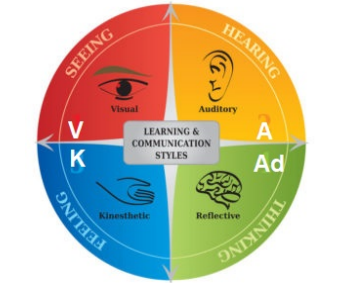 SEEING
HEARING
Visual
Auditory
V
A
LEARNING &
COMMUNICATION
STYLES
K
Ad
Kinesthetic
Reflective
FEELING
THINKING